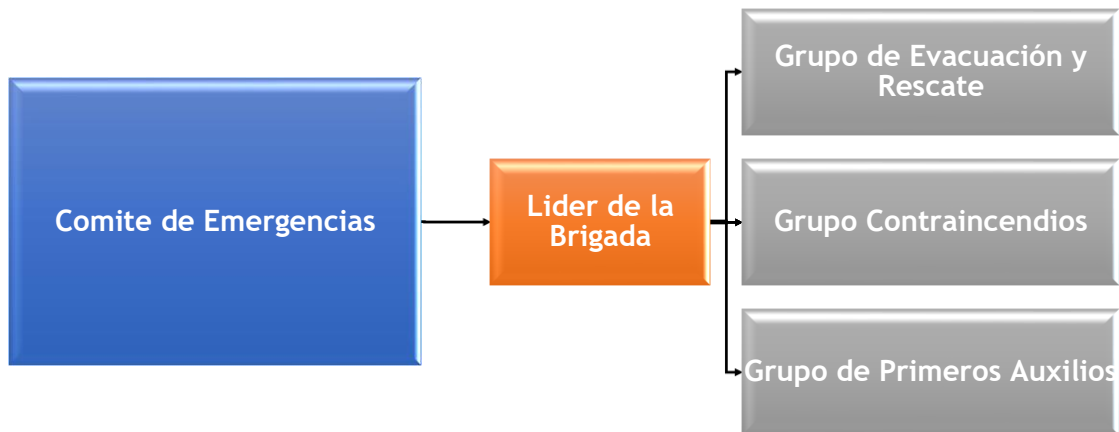 Comite de Emergencias
Lider de la
Brigada
Grupo de Evacuación y
Rescate
Grupo Contraincendios
Grupo de Primeros Auxilios